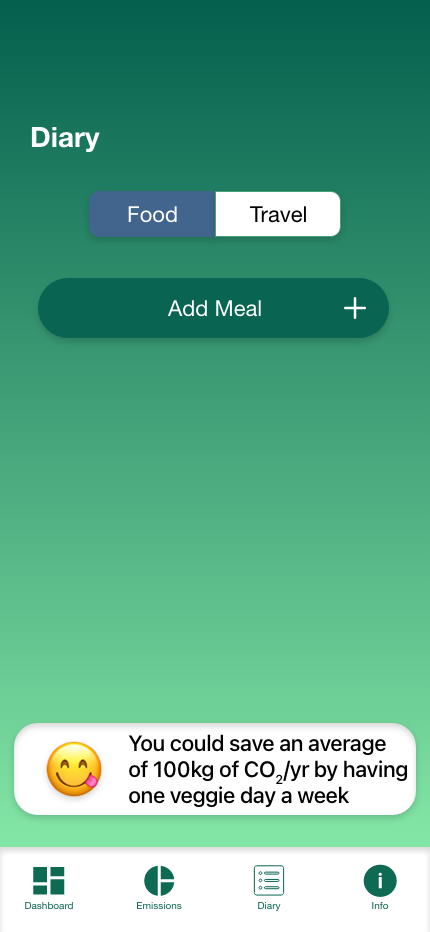 Diary
Food
Travel
Add Meal
You could save an average
of 100kg of CO₂/yr by having
one veggie day a week
Dashboard
Emissions
Diary
Info